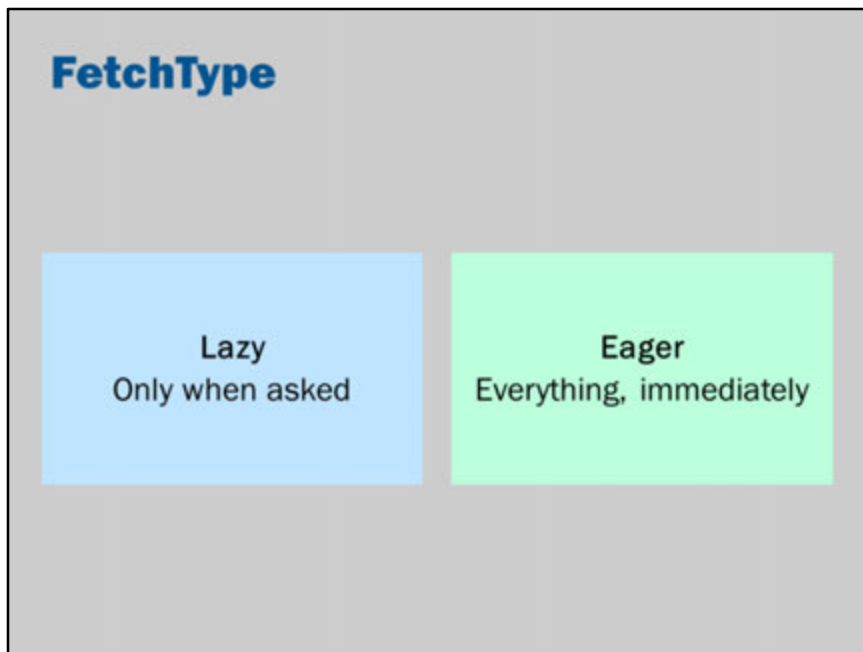 FetchType
Lazy
Only when asked
Eager
Everything, immediately